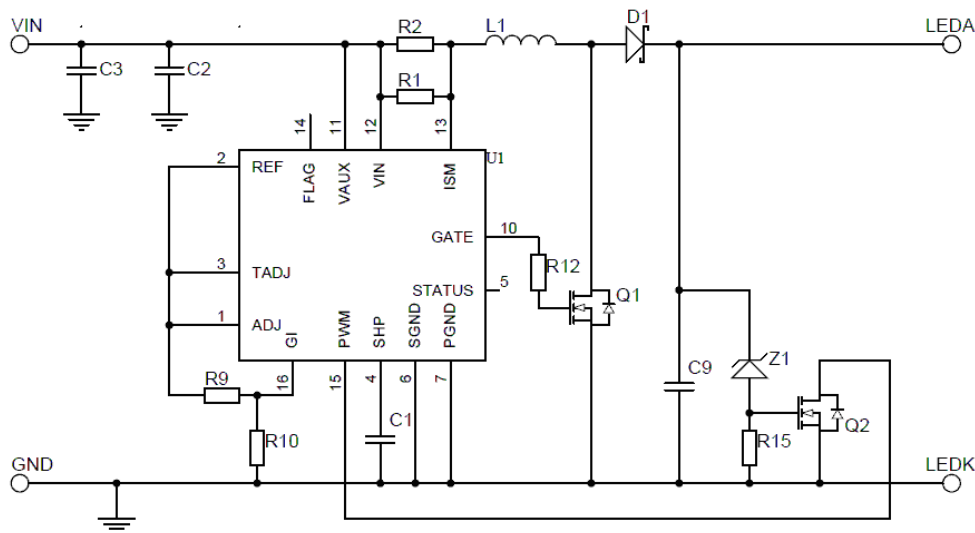 VIN
R2
L1
D1
LEDA
C3
C2
R1
14
11
12
13
U1
2
REF
FLAG
VAUX
VIN
ISM
GATE
10
R12
3
TADJ
STATUS
5
Q1
1
ADJ
GI
PWM
SHP
SGND
PGND
C9
Z1
R9
16
15
4
6
7
C1
R10
R15
Q2
GND
LEDK